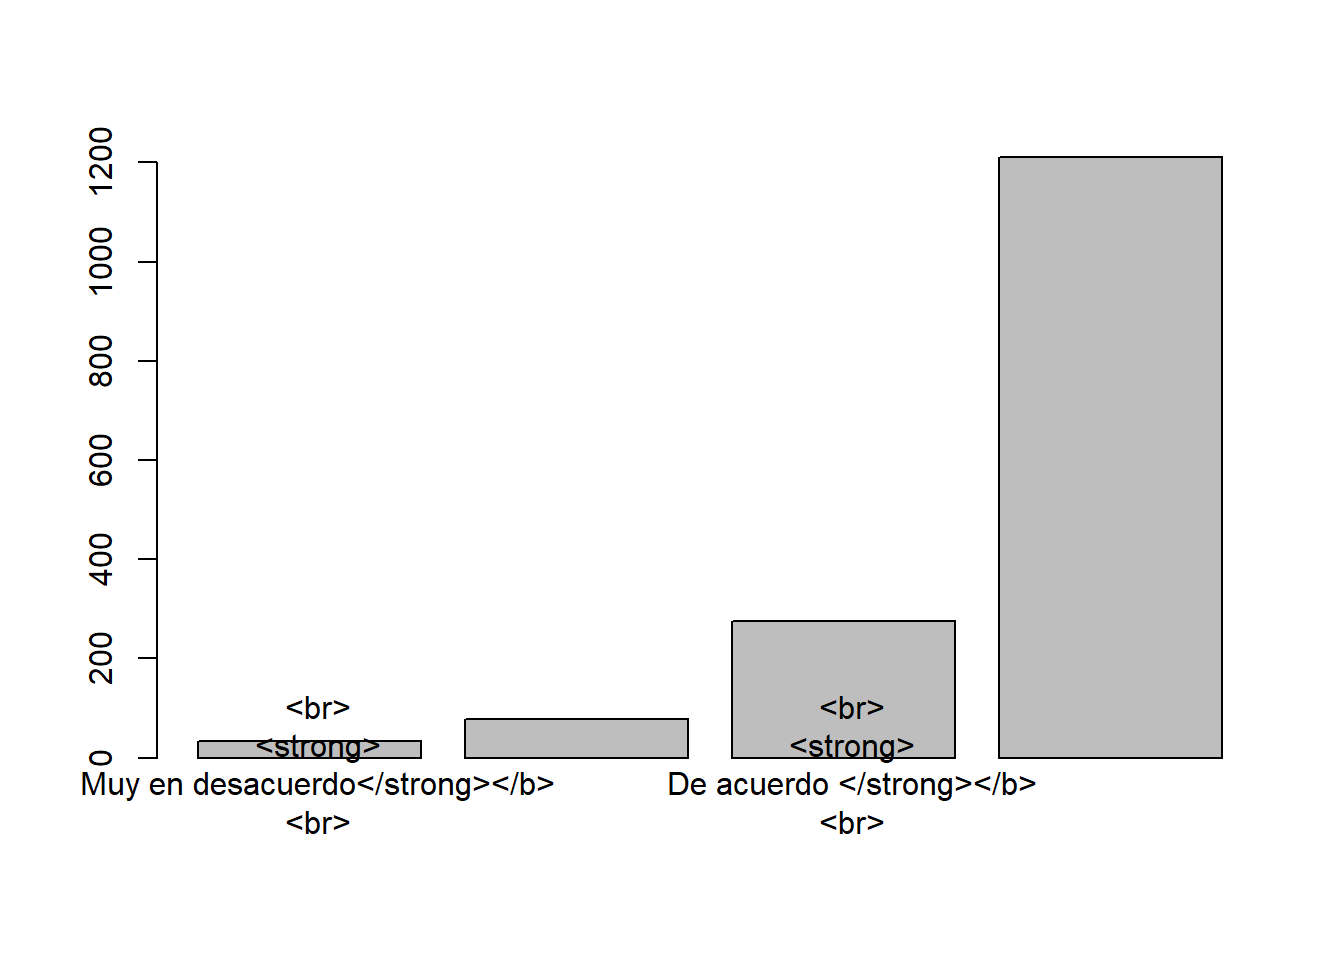 1200
1000
800
600
400
200
0
<br>
<strong>
Muy en desacuerdo</strong></b>
<br>
<br>
<strong>
De acuerdo </strong></b>
<br>